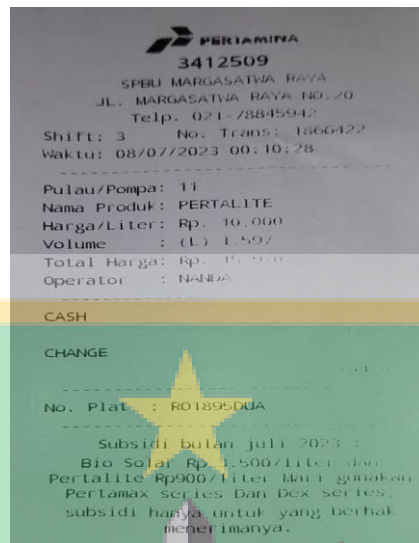 PERTAMINA
3412509
SPBU MARGASATWA RAYA
JL. MARGASATWA RAYA NO.20
Telp. 021-78845942
Shift: 3 No. Trans: 1866422
Waktu: 08/07/2023 00:10:28
Pulau/Pompa: 11
Nama Produk: PERTALITE
Harga/Liter: Rp. 10,000
Volume : (L) 1.597
Total Harga: Rp. 15,970
Operator : NANDA
CASH
CHANGE
No. Plat : RO1895DUA
Subsidi bulan juli 2023 :
Bio Solar Rp 3.500/liter dan
Pertalite Rp900/liter Mari gunakan
Pertamax series Dan Dex series,
subsidi hanya untuk yang berhak
menerimanya.